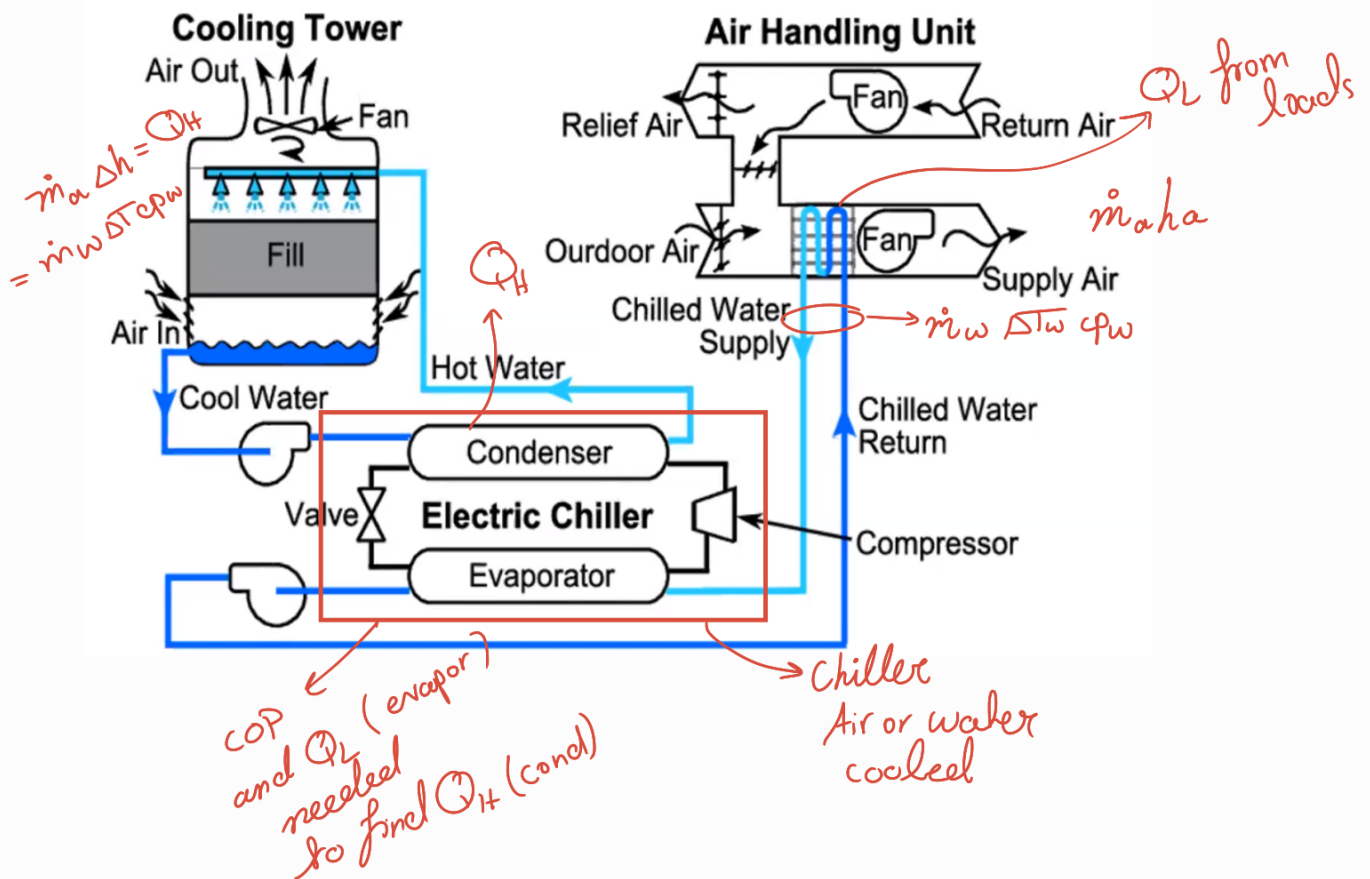 Cooling Tower
Air Out
Fan
ṁa Δh = QH
= ṁw ΔT cpw
Fill
Air In
Cool Water
Hot Water
QH
Air Handling Unit
Relief Air
Fan
Return Air
QL from
loads
ṁa ha
Ourdoor Air
Fan
Supply Air
Chilled Water
Supply
ṁw ΔTw cpw
Chilled Water
Return
Condenser
Valve
Electric Chiller
Compressor
Evaporator
COP
and QL (evapor)
needed
to find QH (cond)
Chiller
Air or water
cooled